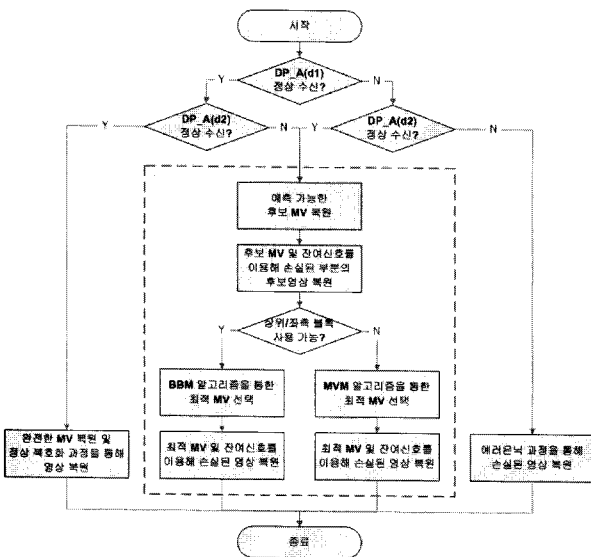 시작
DP_A(d1)
정상 수신?
Y
N
DP_A(d2)
정상 수신?
DP_A(d2)
정상 수신?
Y
N
Y
N
예측 가능한
후보 MV 복원
후보 MV 및 잔여신호를
이용해 손실된 부분의
후보영상 복원
상위/좌측 블록
사용 가능?
Y
N
BBM 알고리즘을 통한
최적 MV 선택
MVM 알고리즘을 통한
최적 MV 선택
완전한 MV 복원 및
정상 복호화 과정을 통해
영상 복원
최적 MV 및 잔여신호를
이용해 손실된 영상 복원
최적 MV 및 잔여신호를
이용해 손실된 영상 복원
에러은닉 과정을 통해
손실된 영상 복원
종료